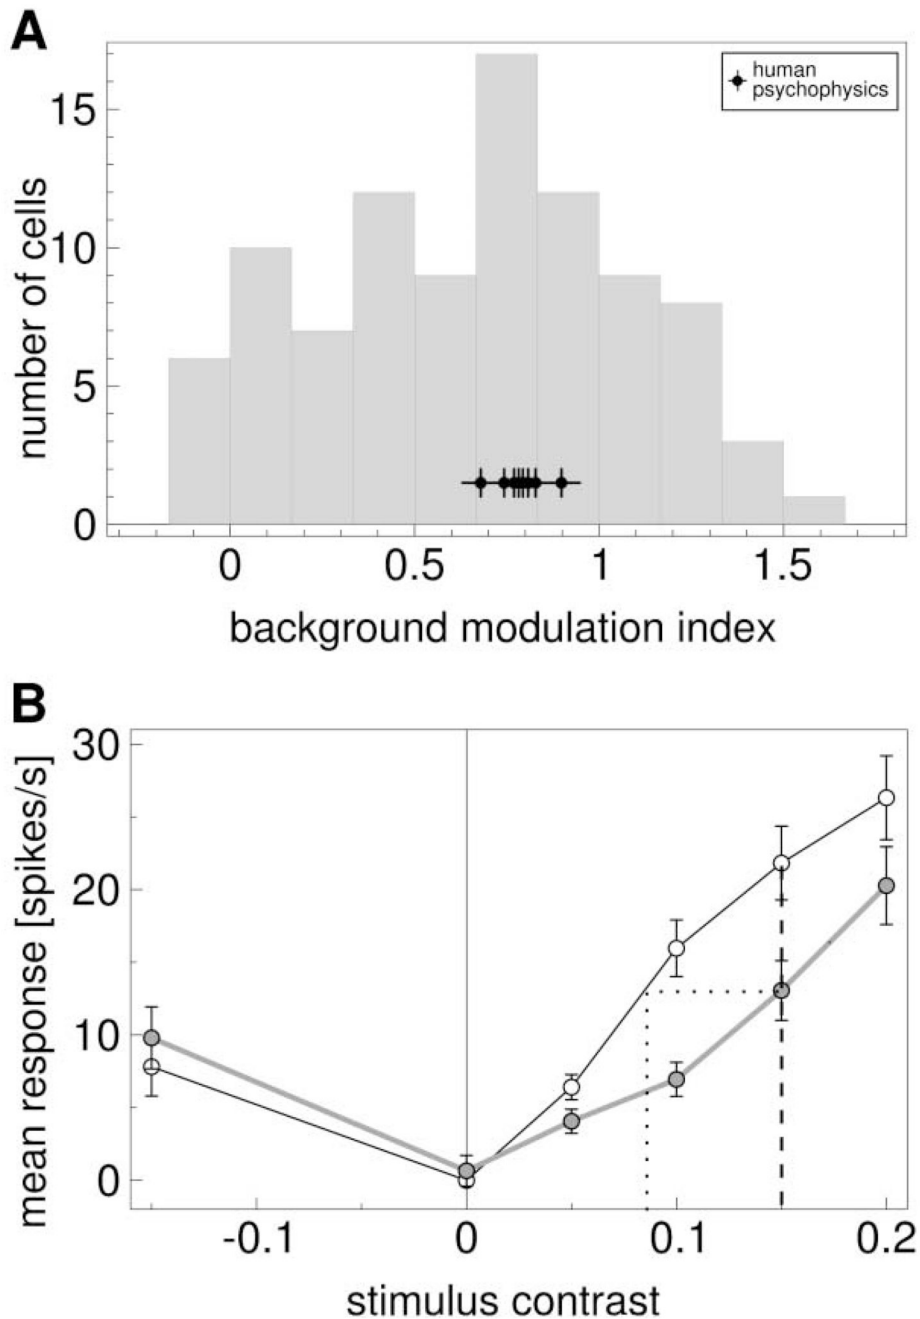 A
human
psychophysics
15
10
5
0
number of cells
0 0.5 1 1.5
background modulation index
B
30
20
10
0
mean response [spikes/s]
-0.1 0 0.1 0.2
stimulus contrast